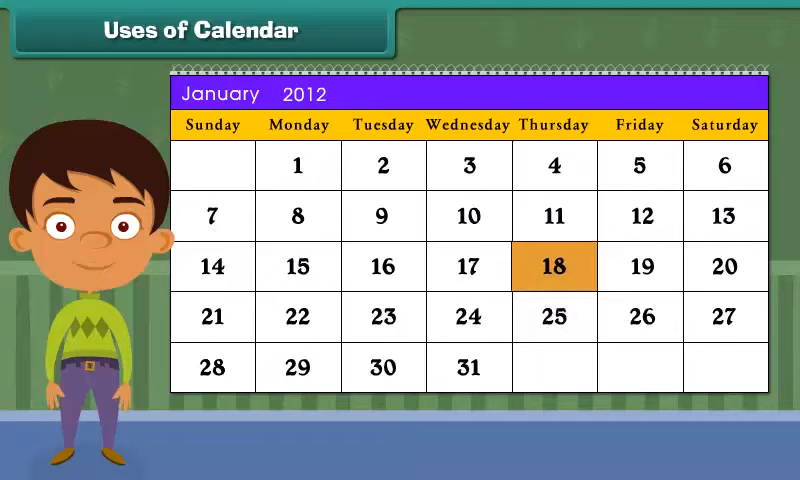 Uses of Calendar
January 2012
Sunday Monday Tuesday Wednesday Thursday Friday Saturday
1 2 3 4 5 6
7 8 9 10 11 12 13
14 15 16 17 18 19 20
21 22 23 24 25 26 27
28 29 30 31